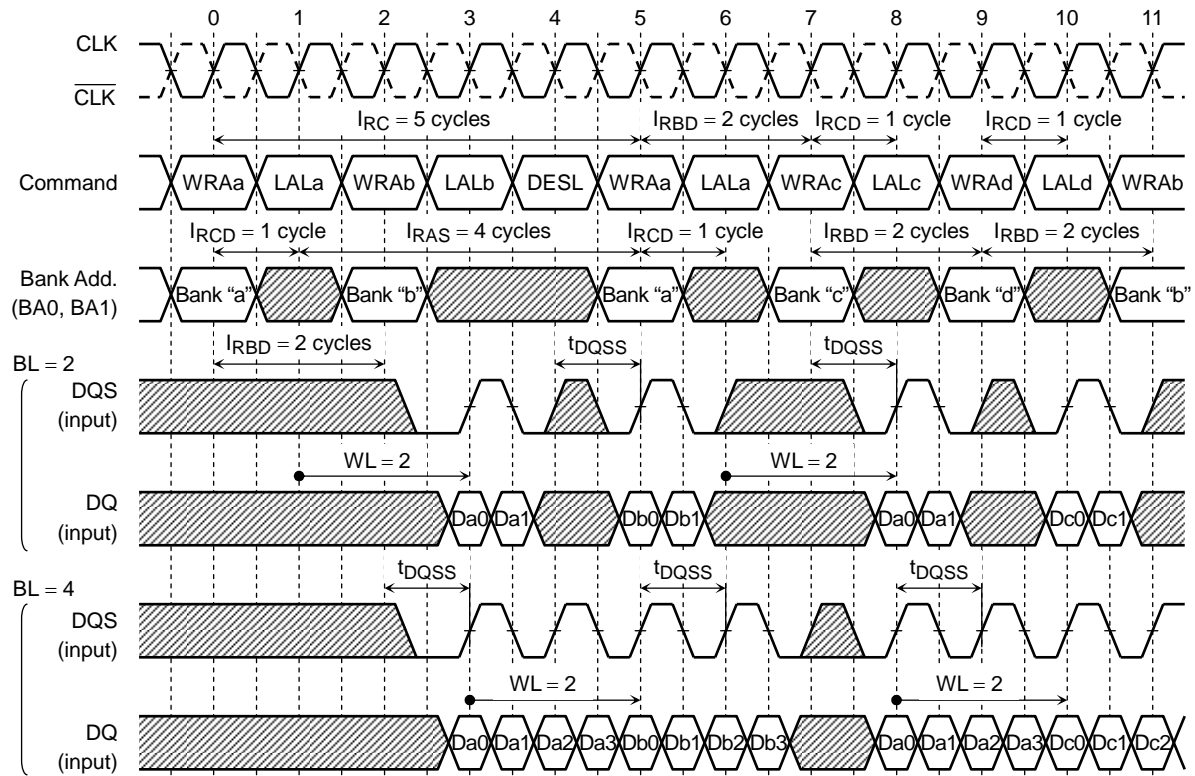 0 1 2 3 4 5 6 7 8 9 10 11
CLK
CLK
IRC = 5 cycles IRBD = 2 cycles IRCD = 1 cycle IRCD = 1 cycle
Command WRAa LALa WRAb LALb DESL WRAa LALa WRAc LALc WRAd LALd WRAb
IRCD = 1 cycle IRAS = 4 cycles IRCD = 1 cycle IRBD = 2 cycles IRBD = 2 cycles
Bank Add.
(BA0, BA1)
Bank “a” Bank “b” Bank “a” Bank “c” Bank “d” Bank “b”
IRBD = 2 cycles tDQSS tDQSS
BL = 2
DQS
(input)
WL = 2 WL = 2
DQ
(input)
Da0 Da1 Db0 Db1 Da0 Da1 Dc0 Dc1
tDQSS tDQSS tDQSS
BL = 4
DQS
(input)
WL = 2 WL = 2
DQ
(input)
Da0 Da1 Da2 Da3 Db0 Db1 Db2 Db3 Da0 Da1 Da2 Da3 Dc0 Dc1 Dc2